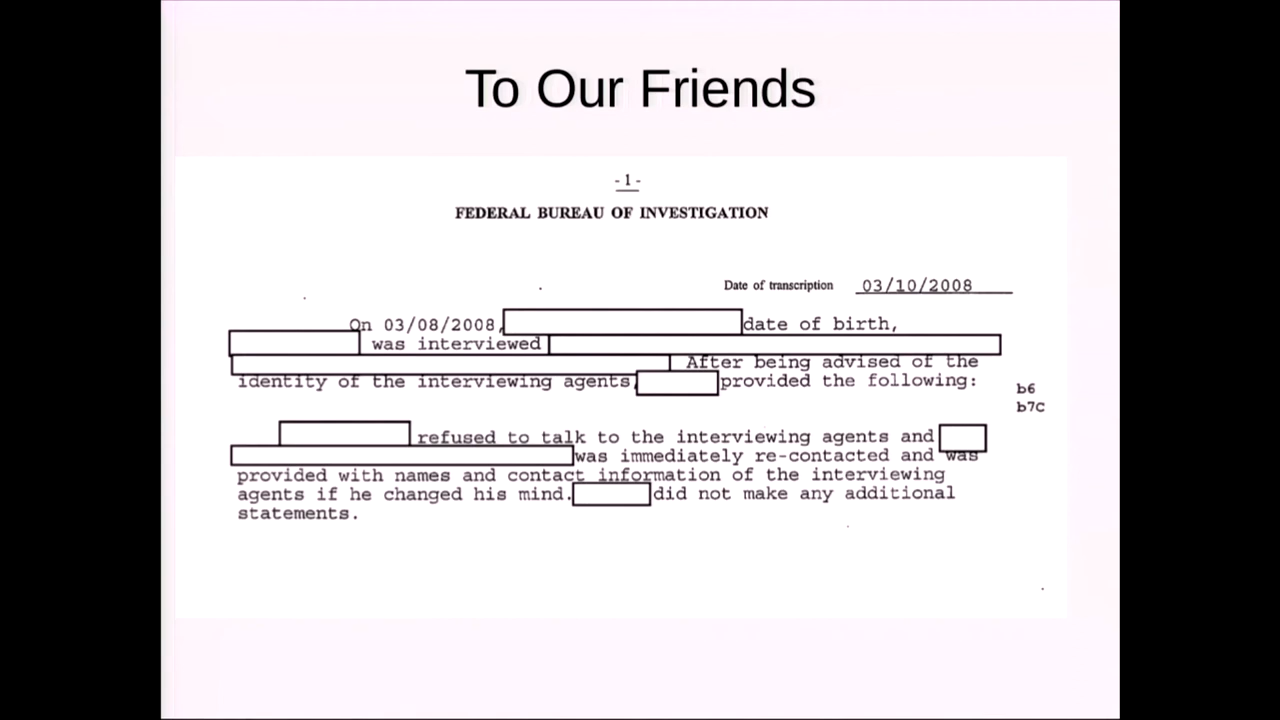 To Our Friends
- 1 -
FEDERAL BUREAU OF INVESTIGATION
Date of transcription 03/10/2008
On 03/08/2008, date of birth,
was interviewed
After being advised of the
identity of the interviewing agents, provided the following:
b6
b7C
refused to talk to the interviewing agents and
was immediately re-contacted and was
provided with names and contact information of the interviewing
agents if he changed his mind. did not make any additional
statements.